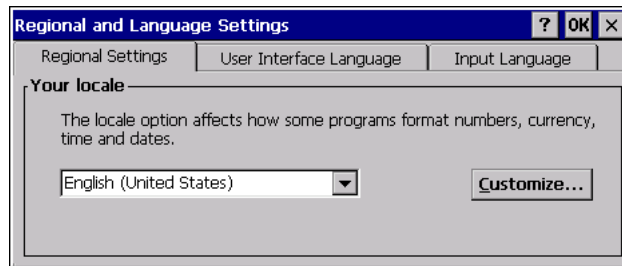 Regional and Language Settings ? OK ×
Regional Settings User Interface Language Input Language
Your locale
The locale option affects how some programs format numbers, currency,
time and dates.
English (United States) Customize...